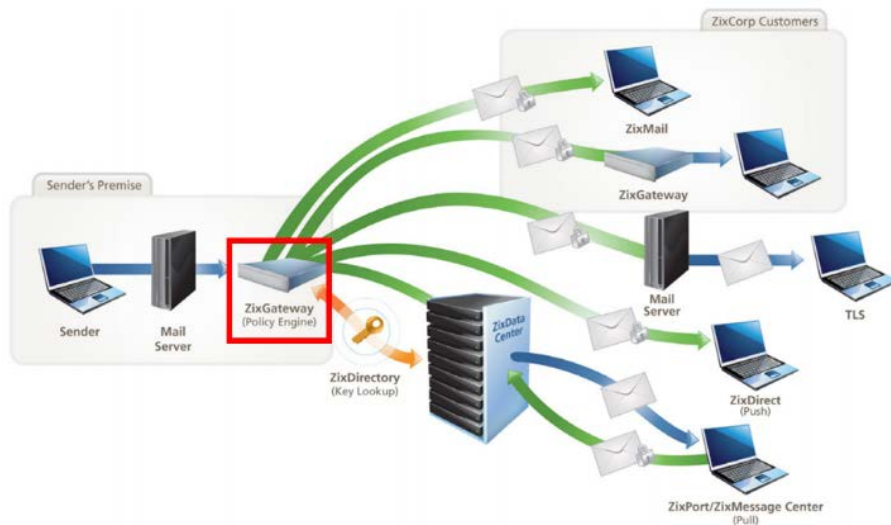 ZixCorp Customers
ZixMail
ZixGateway
Sender's Premise
Sender
Mail
Server
ZixGateway
(Policy Engine)
ZixDirectory
(Key Lookup)
ZixData
Center
Mail
Server
TLS
ZixDirect
(Push)
ZixPort/ZixMessage Center
(Pull)